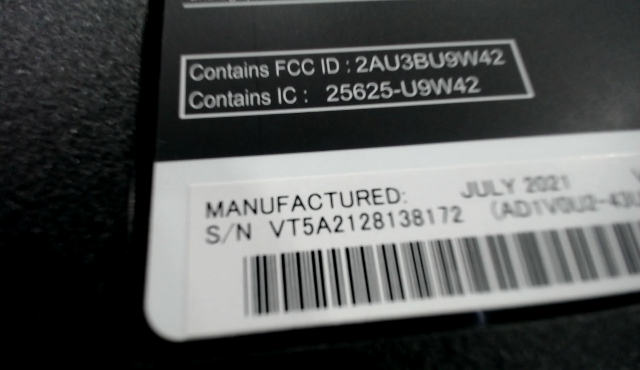 Contains FCC ID : 2AU3BU9W42
Contains IC : 25625-U9W42
MANUFACTURED: JULY 2021
S/N VT5A2128138172